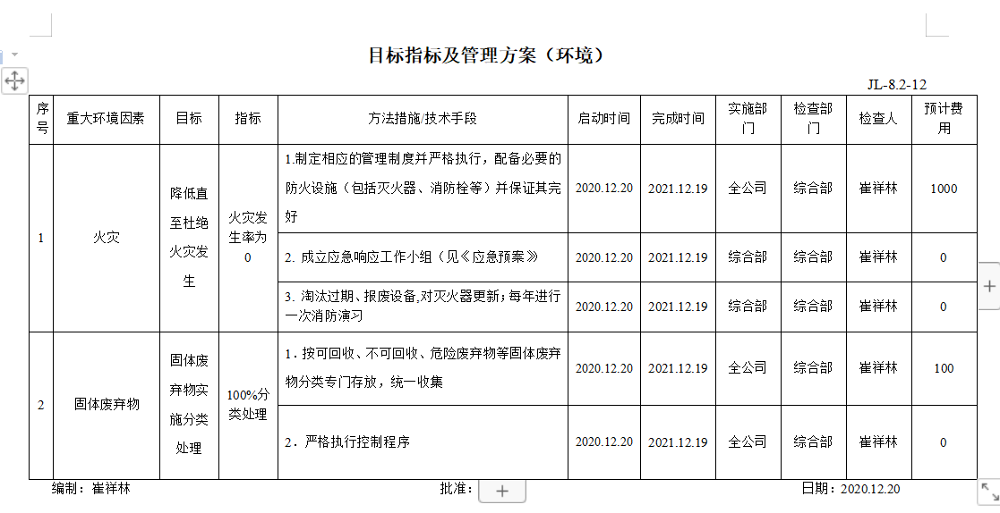 目标指标及管理方案（环境）
JL-8.2-12
序号 重大环境因素 目标 指标 方法措施/技术手段 启动时间 完成时间 实施部门 检查部门 检查人 预计费用
1 火灾 降低直至杜绝火灾发生 火灾发生率为0
1.制定相应的管理制度并严格执行，配备必要的
防火设施（包括灭火器、消防栓等）并保证其完
好
2020.12.20 2021.12.19 全公司 综合部 崔祥林 1000
2. 成立应急响应工作小组（见《应急预案》）
2020.12.20 2021.12.19 综合部 综合部 崔祥林 0
3. 淘汰过期、报废设备,对灭火器更新；每年进行
一次消防演习
2020.12.20 2021.12.19 综合部 综合部 崔祥林 0
2 固体废弃物 固体废弃物实施分类处理 100%分类处理
1．按可回收、不可回收、危险废弃物等固体废弃
物分类专门存放，统一收集
2020.12.20 2021.12.19 全公司 综合部 崔祥林 100
2．严格执行控制程序
2020.12.20 2021.12.19 全公司 综合部 崔祥林 0
编制：崔祥林 批准： 日期：2020.12.20